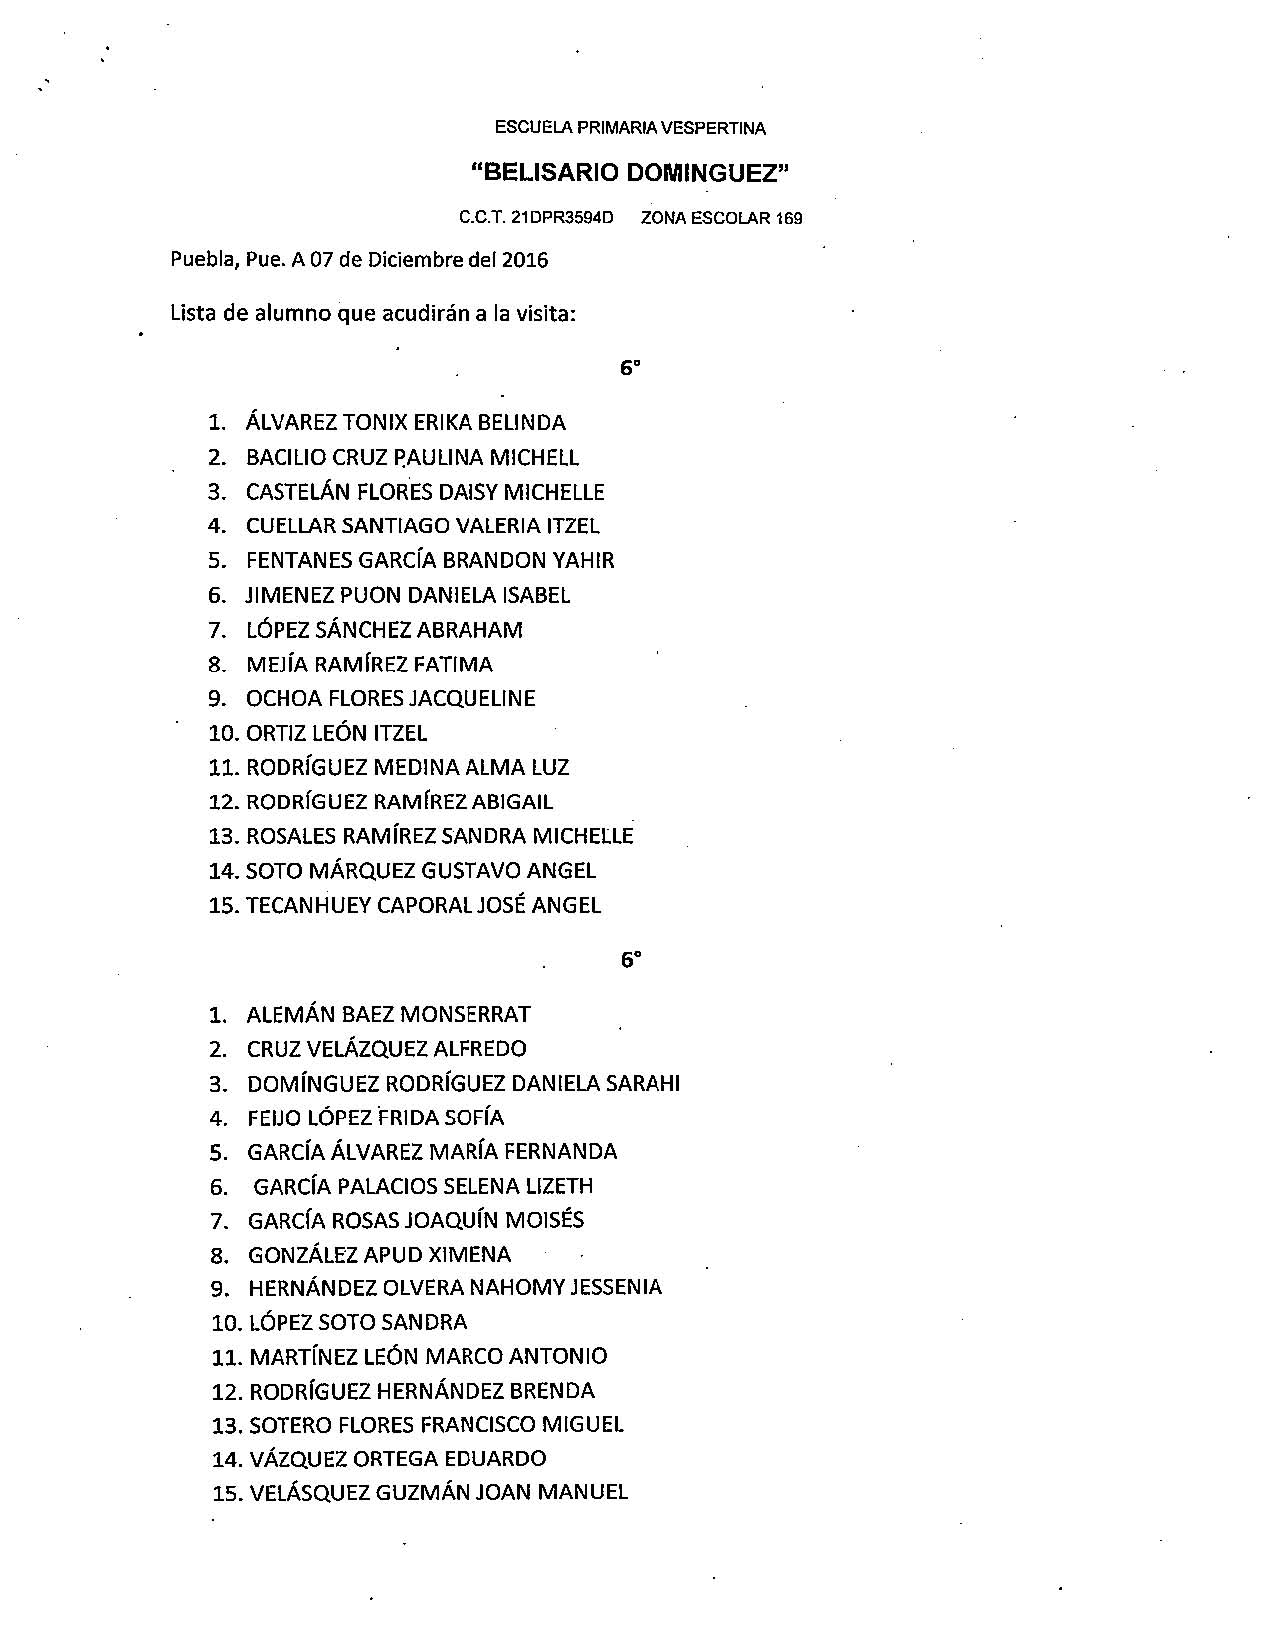 ESCUELA PRIMARIA VESPERTINA
“BELISARIO DOMINGUEZ”
C.C.T. 21DPR3594D ZONA ESCOLAR 169
Puebla, Pue. A 07 de Diciembre del 2016
Lista de alumno que acudirán a la visita:
6°
1. ÁLVAREZ TONIX ERIKA BELINDA
2. BACILIO CRUZ PAULINA MICHELL
3. CASTELÁN FLORES DAISY MICHELLE
4. CUELLAR SANTIAGO VALERIA ITZEL
5. FENTANES GARCÍA BRANDON YAHIR
6. JIMENEZ PUON DANIELA ISABEL
7. LÓPEZ SÁNCHEZ ABRAHAM
8. MEJÍA RAMÍREZ FATIMA
9. OCHOA FLORES JACQUELINE
10. ORTIZ LEÓN ITZEL
11. RODRÍGUEZ MEDINA ALMA LUZ
12. RODRÍGUEZ RAMÍREZ ABIGAIL
13. ROSALES RAMÍREZ SANDRA MICHELLE
14. SOTO MÁRQUEZ GUSTAVO ANGEL
15. TECANHUEY CAPORAL JOSÉ ANGEL
6°
1. ALEMÁN BAEZ MONSERRAT
2. CRUZ VELÁZQUEZ ALFREDO
3. DOMÍNGUEZ RODRÍGUEZ DANIELA SARAHI
4. FEIJO LÓPEZ FRIDA SOFÍA
5. GARCÍA ÁLVAREZ MARÍA FERNANDA
6. GARCÍA PALACIOS SELENA LIZETH
7. GARCÍA ROSAS JOAQUÍN MOISÉS
8. GONZÁLEZ APUD XIMENA
9. HERNÁNDEZ OLVERA NAHOMY JESSENIA
10. LÓPEZ SOTO SANDRA
11. MARTÍNEZ LEÓN MARCO ANTONIO
12. RODRÍGUEZ HERNÁNDEZ BRENDA
13. SOTERO FLORES FRANCISCO MIGUEL
14. VÁZQUEZ ORTEGA EDUARDO
15. VELÁSQUEZ GUZMÁN JOAN MANUEL